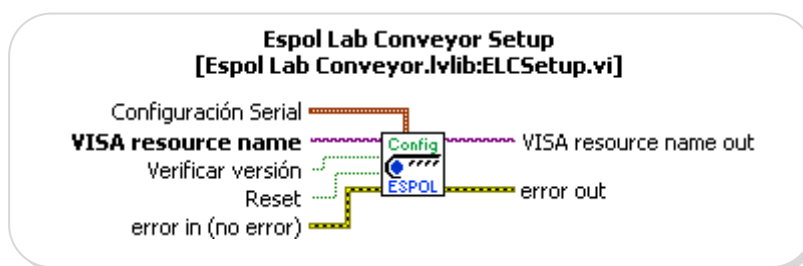 Espol Lab Conveyor Setup
[Espol Lab Conveyor.lvlib:ELCSetup.vi]
Configuración Serial
VISA resource name
Verificar versión
Reset
error in (no error)
Config
ESPOL
VISA resource name out
error out